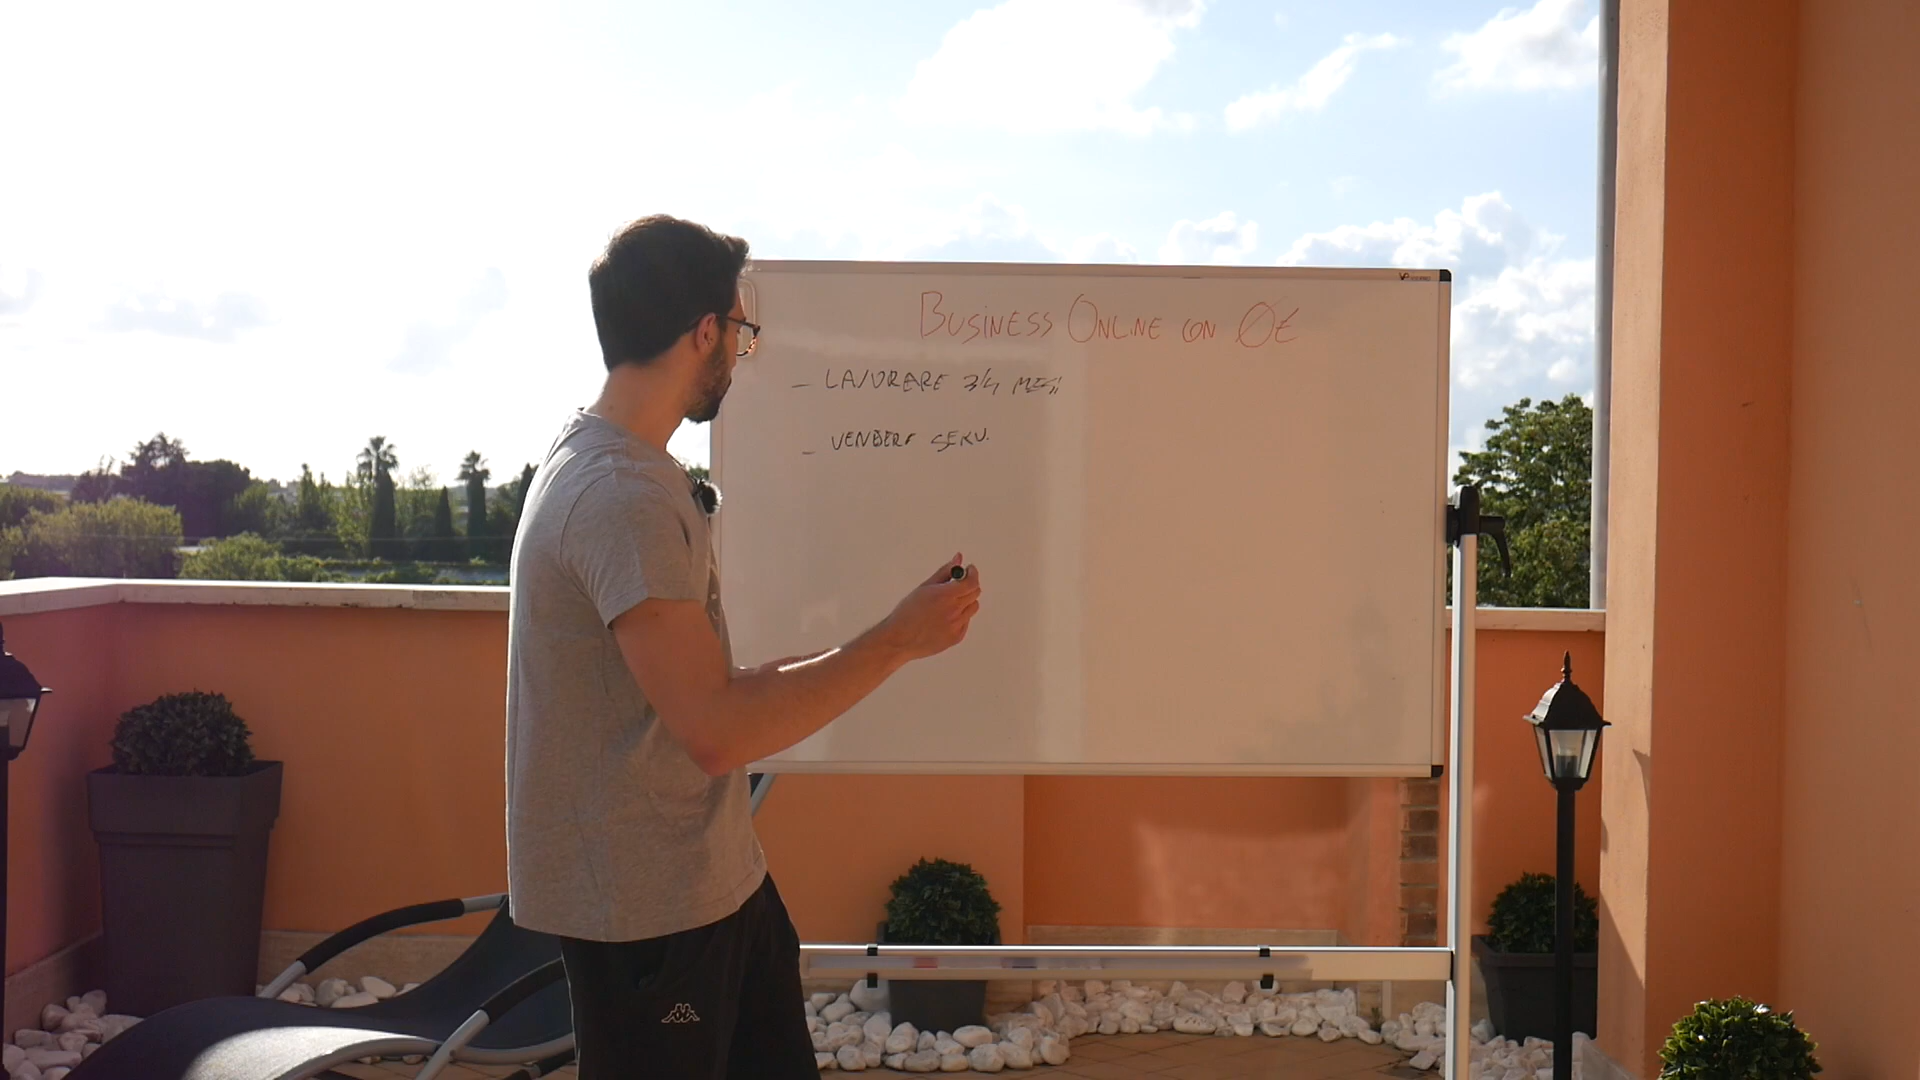 BUSINESS ONLINE CON 0€
- LAVORARE 3/4 MESI
- VENDERE SERV.